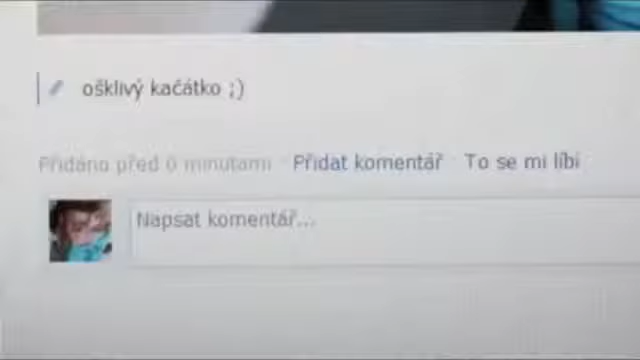 ošklivý kačátko ;)
Přidáno před 0 minutami · Přidat komentář · To se mi líbí
Napsat komentář...